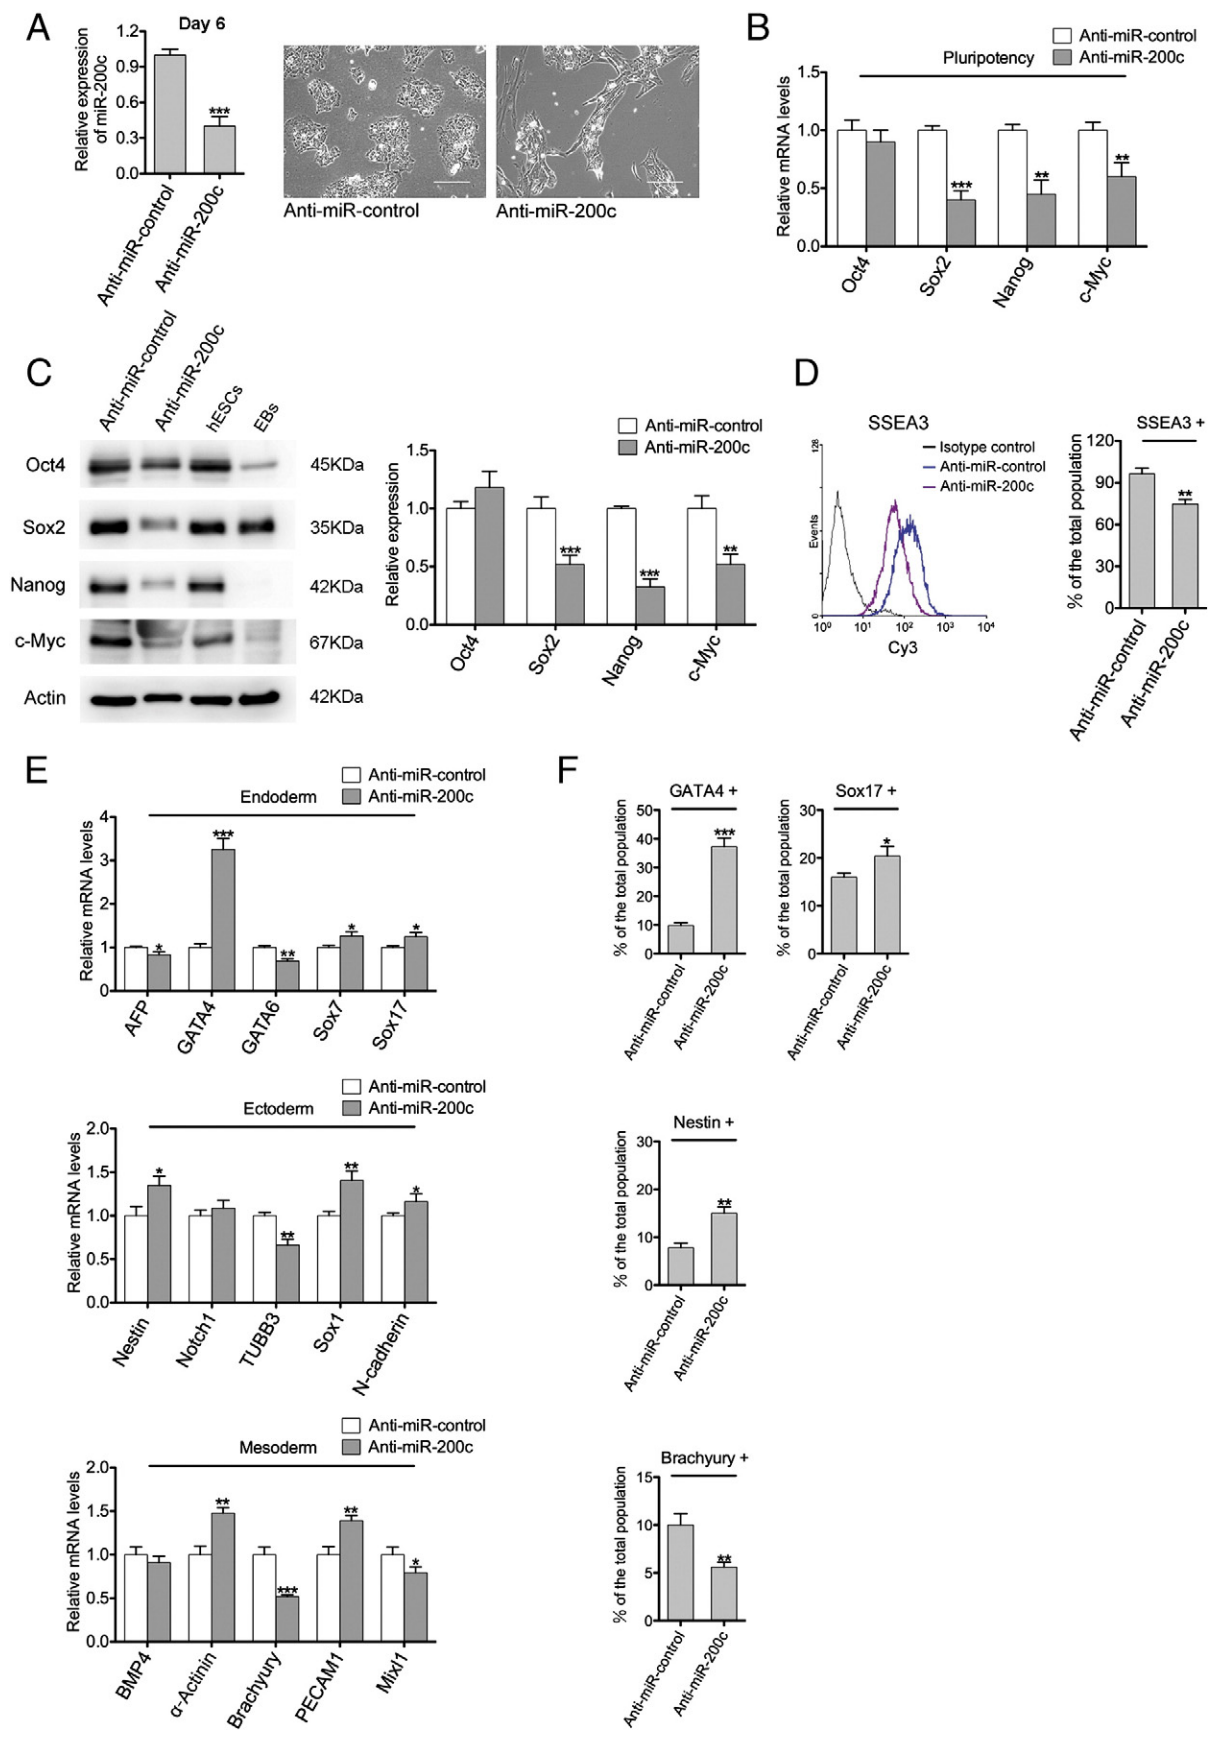 A
Day 6
Relative expression
of miR-200c
1.2
0.9
0.6
0.3
0.0
***
Anti-miR-control
Anti-miR-200c
Anti-miR-control
Anti-miR-200c
B
Anti-miR-control
Anti-miR-200c
Pluripotency
Relative mRNA levels
1.5
1.0
0.5
0.0
***
**
**
Oct4
Sox2
Nanog
c-Myc
C
Anti-miR-control
Anti-miR-200c
hESCs
EBs
Oct4
45KDa
Sox2
35KDa
Nanog
42KDa
c-Myc
67KDa
Actin
42KDa
Anti-miR-control
Anti-miR-200c
Relative expression
1.5
1.0
0.5
0.0
***
***
**
Oct4
Sox2
Nanog
c-Myc
D
SSEA3
Isotype control
Anti-miR-control
Anti-miR-200c
128
Events
0
10⁰
10¹
10²
10³
10⁴
Cy3
SSEA3 +
% of the total population
120
90
60
30
0
**
Anti-miR-control
Anti-miR-200c
E
Anti-miR-control
Anti-miR-200c
Endoderm
Relative mRNA levels
4
3
2
1
0
*
***
**
*
*
AFP
GATA4
GATA6
Sox7
Sox17
Anti-miR-control
Anti-miR-200c
Ectoderm
Relative mRNA levels
2.0
1.5
1.0
0.5
0.0
*
**
**
*
Nestin
Notch1
TUBB3
Sox1
N-cadherin
Anti-miR-control
Anti-miR-200c
Mesoderm
Relative mRNA levels
2.0
1.5
1.0
0.5
0.0
**
***
**
*
BMP4
α-Actinin
Brachyury
PECAM1
Mixl1
F
GATA4 +
% of the total population
50
40
30
20
10
0
***
Anti-miR-control
Anti-miR-200c
Sox17 +
% of the total population
30
20
10
0
*
Anti-miR-control
Anti-miR-200c
Nestin +
% of the total population
30
20
10
0
**
Anti-miR-control
Anti-miR-200c
Brachyury +
% of the total population
15
10
5
0
**
Anti-miR-control
Anti-miR-200c